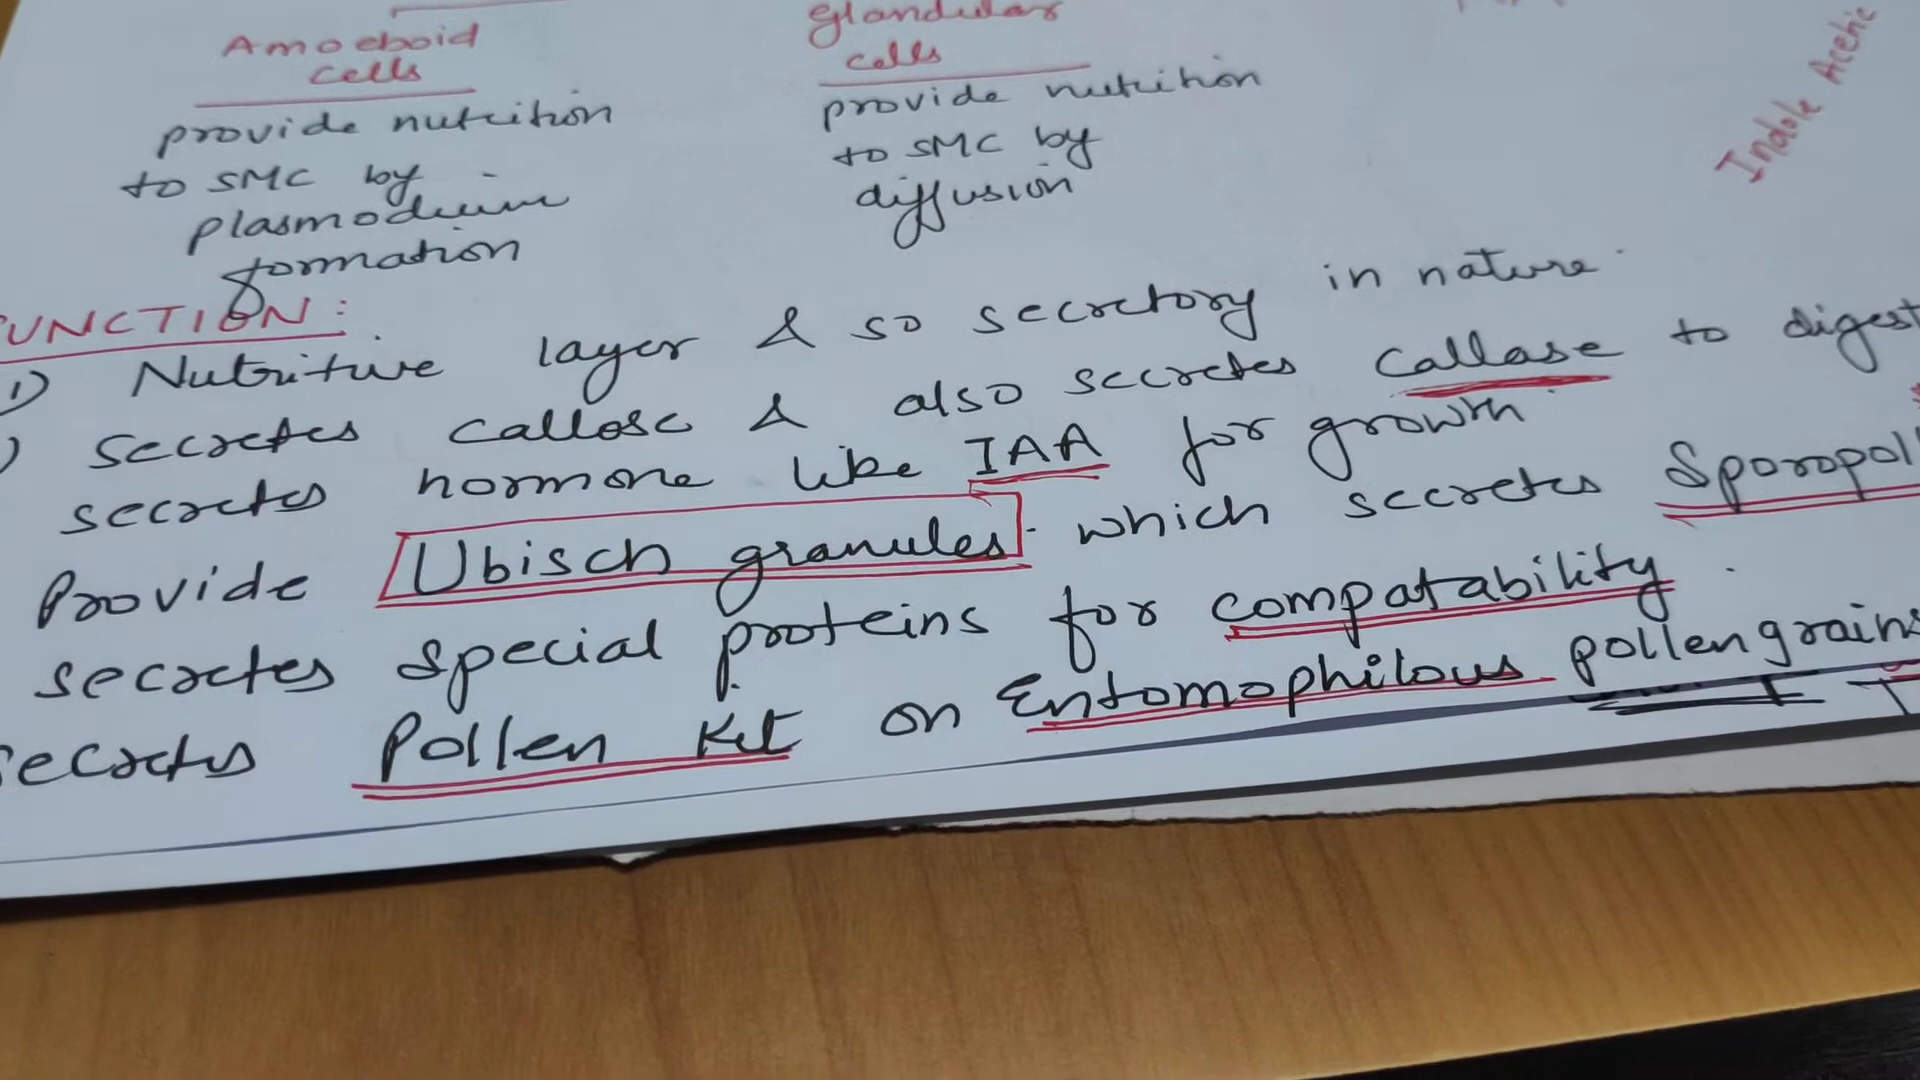 Amoeboid
cells
provide nutrition
to SMC by
plasmodium
formation
Glandular
cells
provide nutrition
to SMC by
diffusion
Indole Acetic
UNCTION:
1) Nutritive layer & so secretory in nature.
) secretes callose & also secretes Callase to digest
secretes hormone like IAA for growth.
Provide Ubisch granules which secretes Sporopoll
secretes special proteins for compatability.
secretes Pollen Kit on Entomophilous pollengrains